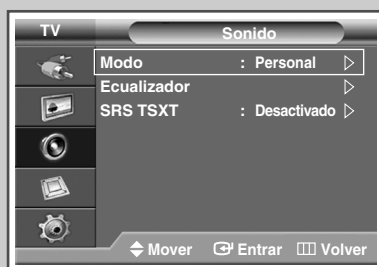 TV Sonido
Modo : Personal
Ecualizador
SRS TSXT : Desactivado
Mover Entrar Volver